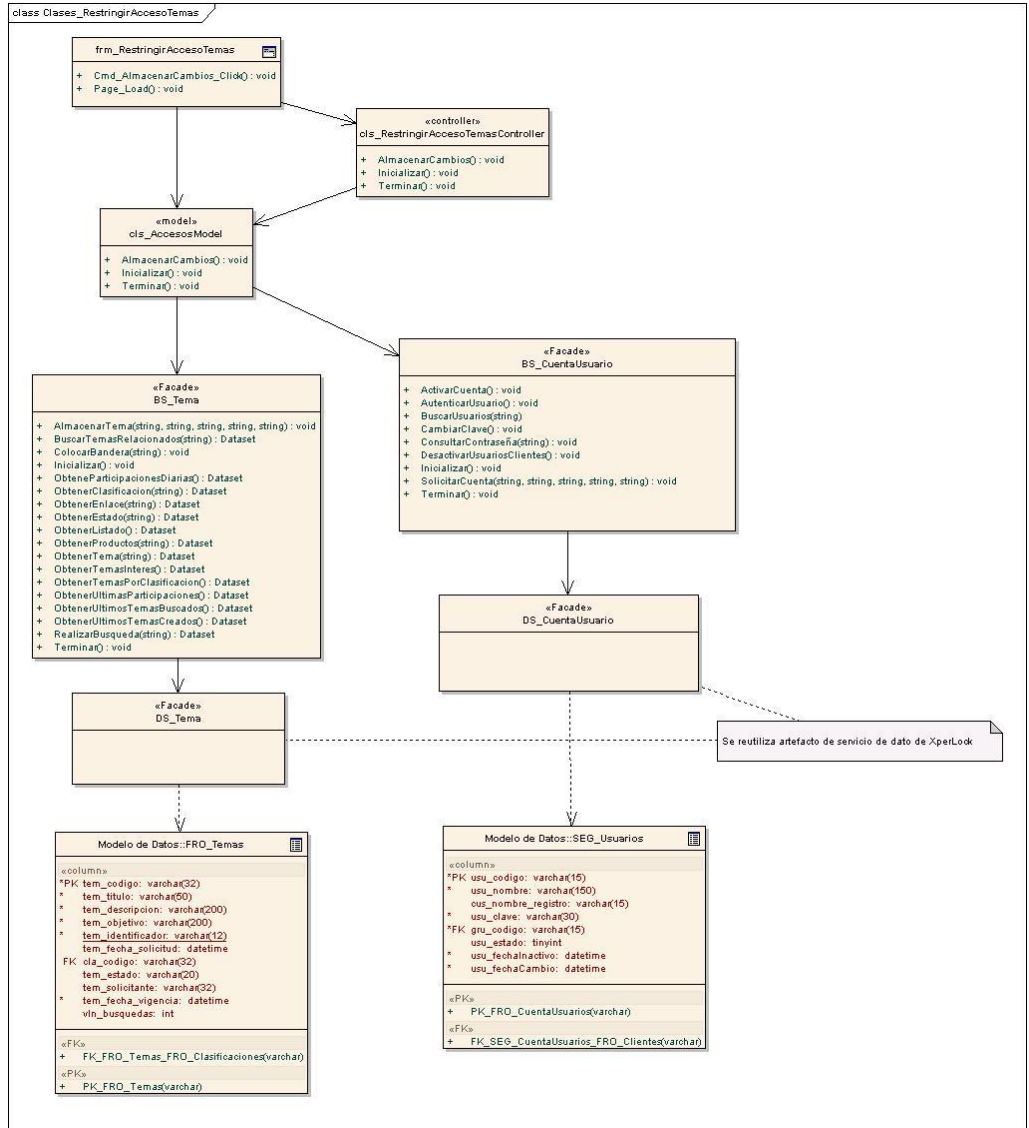 class Clases_RestringirAccesoTemas
frm_RestringirAccesoTemas
+ Cmd_AlmacenarCambios_Click() : void
+ Page_Load() : void
«controller»
cls_RestringirAccesoTemasController
+ AlmacenarCambios() : void
+ Inicializar() : void
+ Terminar() : void
«model»
cls_AccesosModel
+ AlmacenarCambios() : void
+ Inicializar() : void
+ Terminar() : void
«Facade»
BS_CuentaUsuario
+ ActivarCuenta() : void
+ AutenticarUsuario() : void
+ BuscarUsuarios(string)
+ CambiarClave() : void
+ ConsultarContraseña(string) : void
+ DesactivarUsuariosClientes() : void
+ Inicializar() : void
+ SolicitarCuenta(string, string, string, string, string) : void
+ Terminar() : void
«Facade»
BS_Tema
+ AlmacenarTema(string, string, string, string, string) : void
+ BuscarTemasRelacionados(string) : Dataset
+ ColocarBandera(string) : void
+ Inicializar() : void
+ ObteneParticipacionesDiarias() : Dataset
+ ObtenerClasificacion(string) : Dataset
+ ObtenerEnlace(string) : Dataset
+ ObtenerEstado(string) : Dataset
+ ObtenerListado() : Dataset
+ ObtenerProductos(string) : Dataset
+ ObtenerTema(string) : Dataset
+ ObtenerTemasInteres() : Dataset
+ ObtenerTemasPorClasificacion() : Dataset
+ ObtenerUltimasParticipaciones() : Dataset
+ ObtenerUltimosTemasBuscados() : Dataset
+ ObtenerUltimosTemasCreados() : Dataset
+ RealizarBusqueda(string) : Dataset
+ Terminar() : void
«Facade»
DS_CuentaUsuario
«Facade»
DS_Tema
Se reutiliza artefacto de servicio de dato de XperLock
Modelo de Datos::FRO_Temas
«column»
*PK tem_codigo: varchar(32)
* tem_titulo: varchar(50)
* tem_descripcion: varchar(200)
* tem_objetivo: varchar(200)
* tem_identificador: varchar(12)
tem_fecha_solicitud: datetime
FK cla_codigo: varchar(32)
tem_estado: varchar(20)
tem_solicitante: varchar(32)
* tem_fecha_vigencia: datetime
vln_busquedas: int
«FK»
+ FK_FRO_Temas_FRO_Clasificaciones(varchar)
«PK»
+ PK_FRO_Temas(varchar)
Modelo de Datos::SEG_Usuarios
«column»
*PK usu_codigo: varchar(15)
* usu_nombre: varchar(150)
cus_nombre_registro: varchar(15)
* usu_clave: varchar(30)
*FK gru_codigo: varchar(15)
usu_estado: tinyint
* usu_fechaInactivo: datetime
* usu_fechaCambio: datetime
«PK»
+ PK_FRO_CuentaUsuarios(varchar)
«FK»
+ FK_SEG_CuentaUsuarios_FRO_Clientes(varchar)